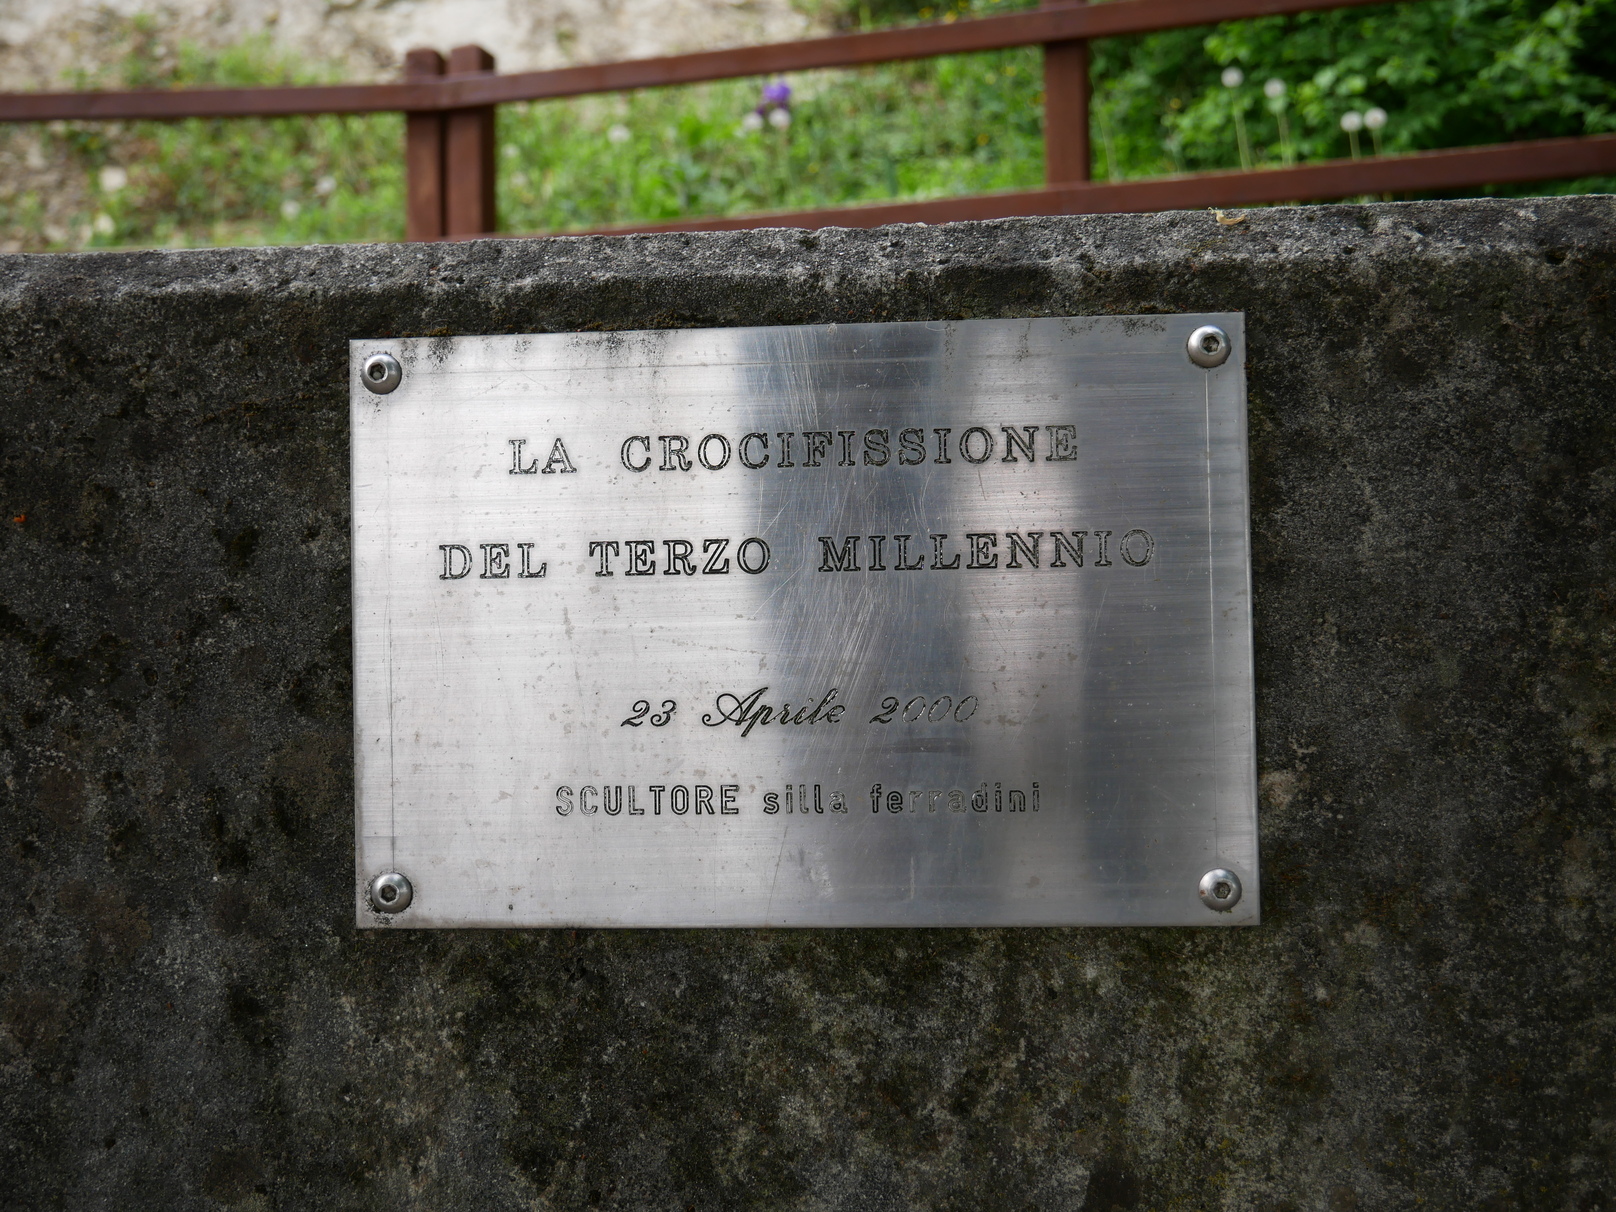 LA CROCIFISSIONE
DEL TERZO MILLENNIO
23 Aprile 2000
SCULTORE silla ferradini